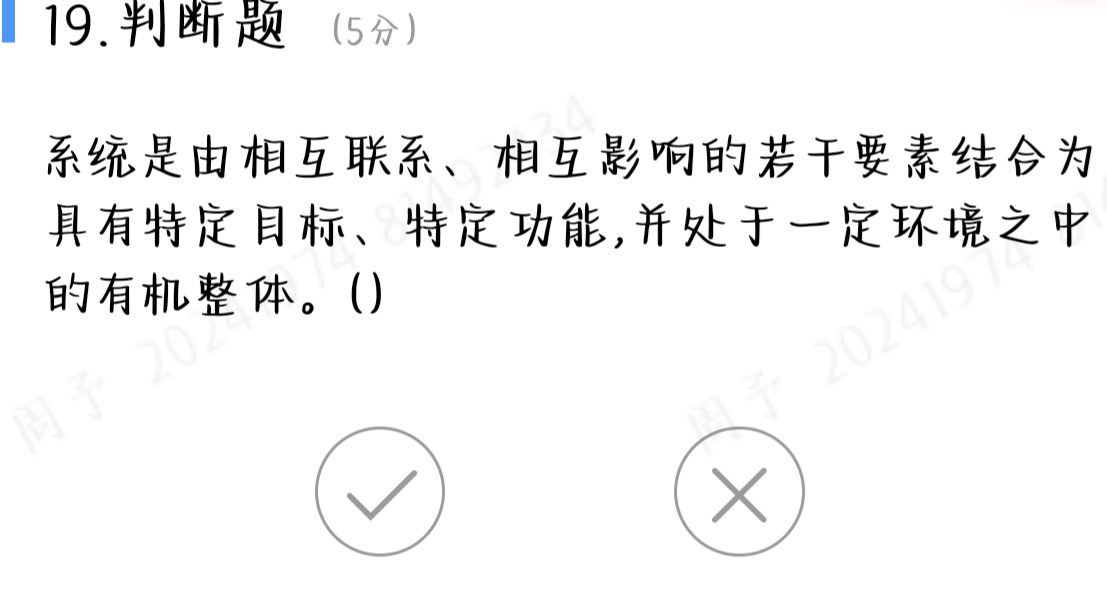 19.判断题 (5分)
系统是由相互联系、相互影响的若干要素结合为
具有特定目标、特定功能,并处于一定环境之中
的有机整体。()